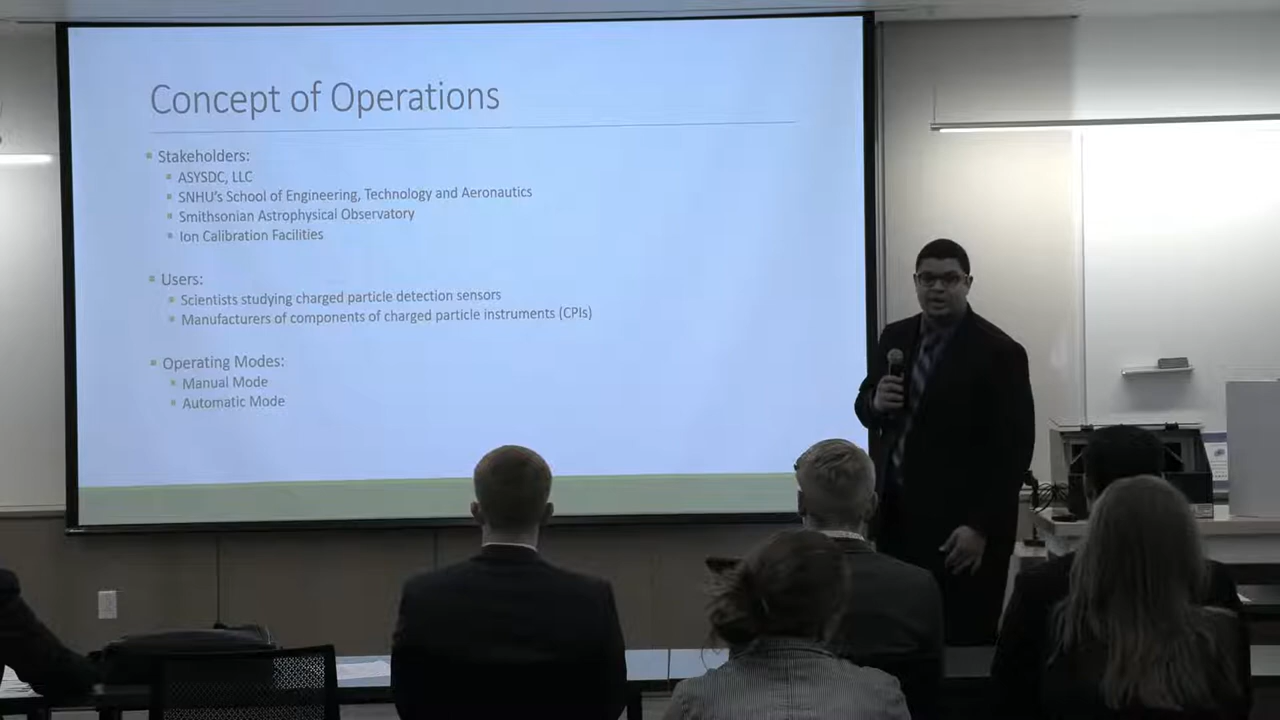 Concept of Operations
Stakeholders:
ASYSDC, LLC
SNHU's School of Engineering, Technology and Aeronautics
Smithsonian Astrophysical Observatory
Ion Calibration Facilities
Users:
Scientists studying charged particle detection sensors
Manufacturers of components of charged particle instruments (CPIs)
Operating Modes:
Manual Mode
Automatic Mode